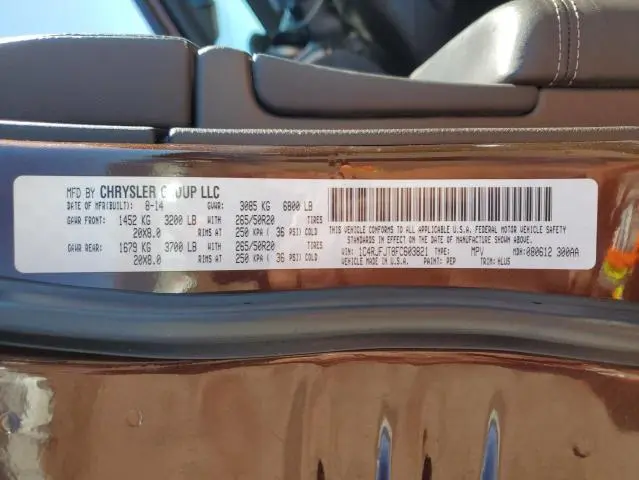 MFD BY CHRYSLER GROUP LLC
DATE OF MFR(BUILT): 8-14 GVWR: 3085 KG 6800 LB
GAWR FRONT: 1452 KG 3200 LB WITH 265/50R20 TIRES
20X8.0 RIMS AT 250 KPA ( 36 PSI) COLD
GAWR REAR: 1679 KG 3700 LB WITH 265/50R20 TIRES
20X8.0 RIMS AT 250 KPA ( 36 PSI) COLD
THIS VEHICLE CONFORMS TO ALL APPLICABLE U.S.A. FEDERAL MOTOR VEHICLE SAFETY
STANDARDS IN EFFECT ON THE DATE OF MANUFACTURE SHOWN ABOVE.
VIN: 1C4RJFJT8FC603821 TYPE: MPV MDH: 080612 300AA
VEHICLE MADE IN U.S.A. PAINT: PEP TRIM: HLUS